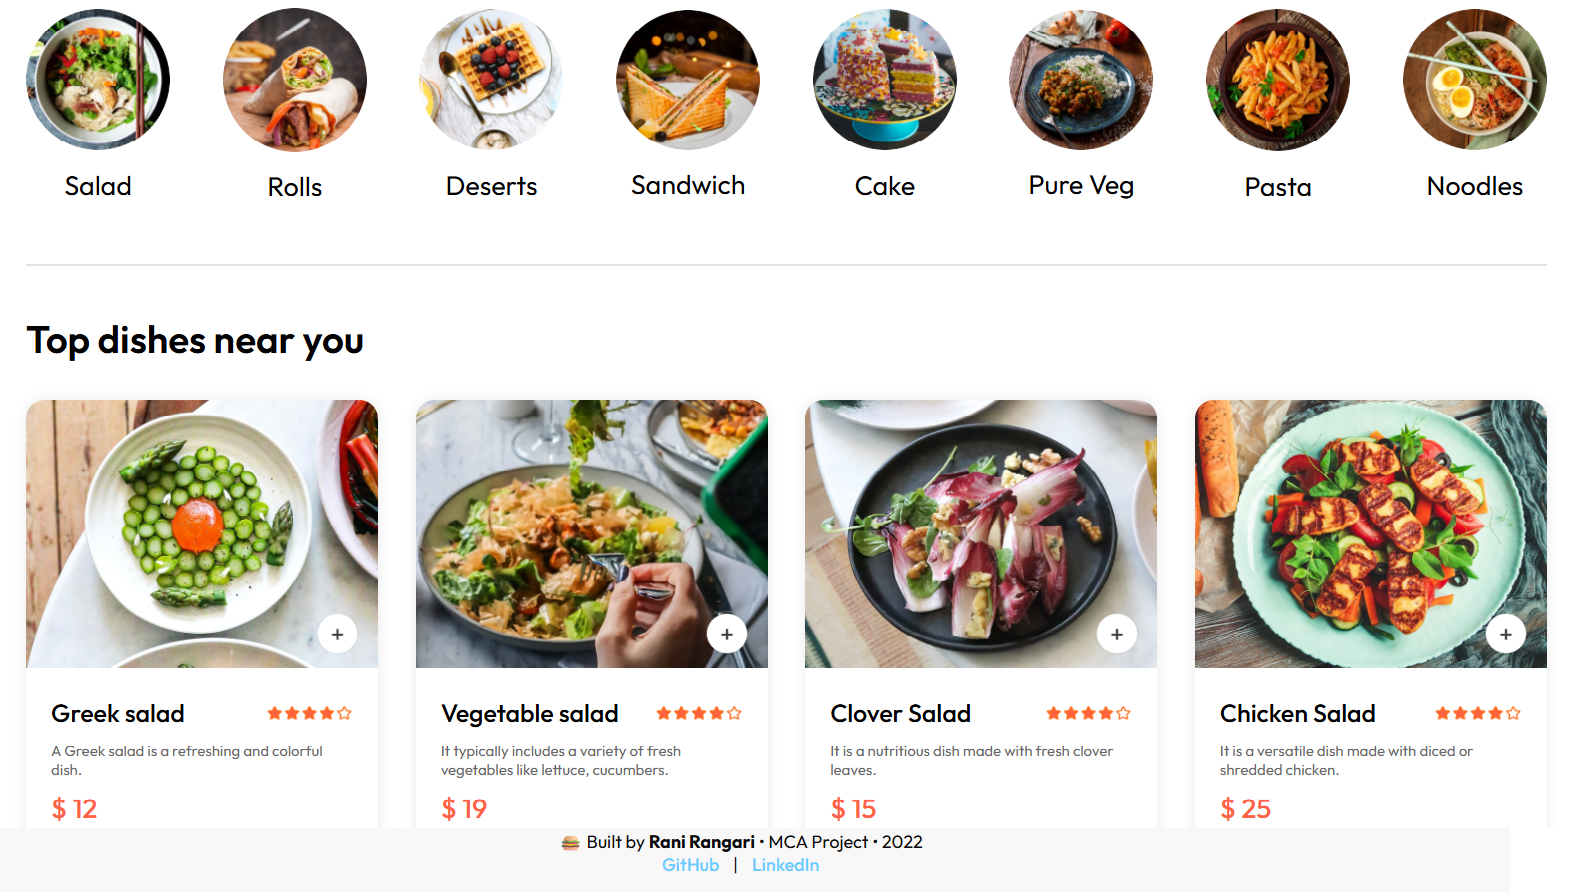 Salad
Rolls
Deserts
Sandwich
Cake
Pure Veg
Pasta
Noodles
Top dishes near you
Greek salad
A Greek salad is a refreshing and colorful
dish.
$ 12
Vegetable salad
It typically includes a variety of fresh
vegetables like lettuce, cucumbers.
$ 19
Clover Salad
It is a nutritious dish made with fresh clover
leaves.
$ 15
Chicken Salad
It is a versatile dish made with diced or
shredded chicken.
$ 25
🍔 Built by Rani Rangari • MCA Project • 2022
GitHub | LinkedIn